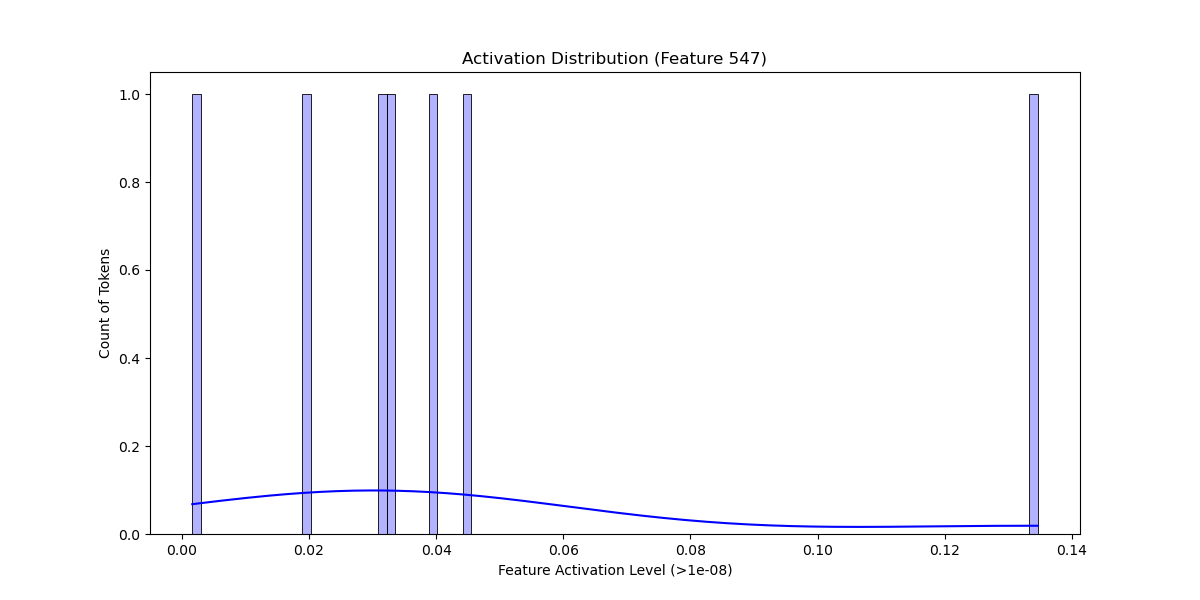 Activation Distribution (Feature 547)
1.0
0.8
0.6
0.4
0.2
0.0
Count of Tokens
0.00 0.02 0.04 0.06 0.08 0.10 0.12 0.14
Feature Activation Level (>1e-08)